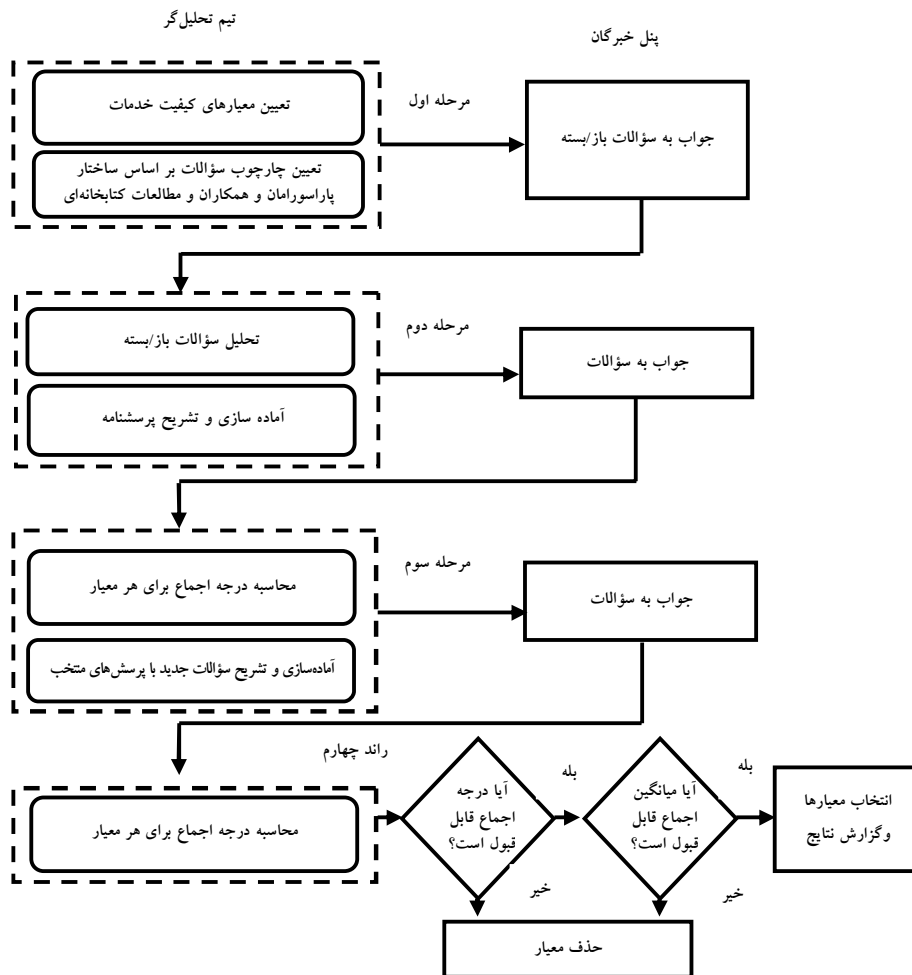 تیم تحلیل‌گر
پنل خبرگان
تعیین معیارهای کیفیت خدمات
تعیین چارچوب سؤالات بر اساس ساختار
پاراسورامان و همکاران و مطالعات کتابخانه‌ای
مرحله اول
جواب به سؤالات باز/بسته
تحلیل سؤالات باز/بسته
آماده سازی و تشریح پرسشنامه
مرحله دوم
جواب به سؤالات
محاسبه درجه اجماع برای هر معیار
آماده‌سازی و تشریح سؤالات جدید با پرسش‌های منتخب
مرحله سوم
جواب به سؤالات
محاسبه درجه اجماع برای هر معیار
راند چهارم
آیا درجه
اجماع قابل
قبول است؟
بله
آیا میانگین
اجماع قابل
قبول است؟
بله
انتخاب معیارها
وگزارش نتایج
خیر
خیر
حذف معیار